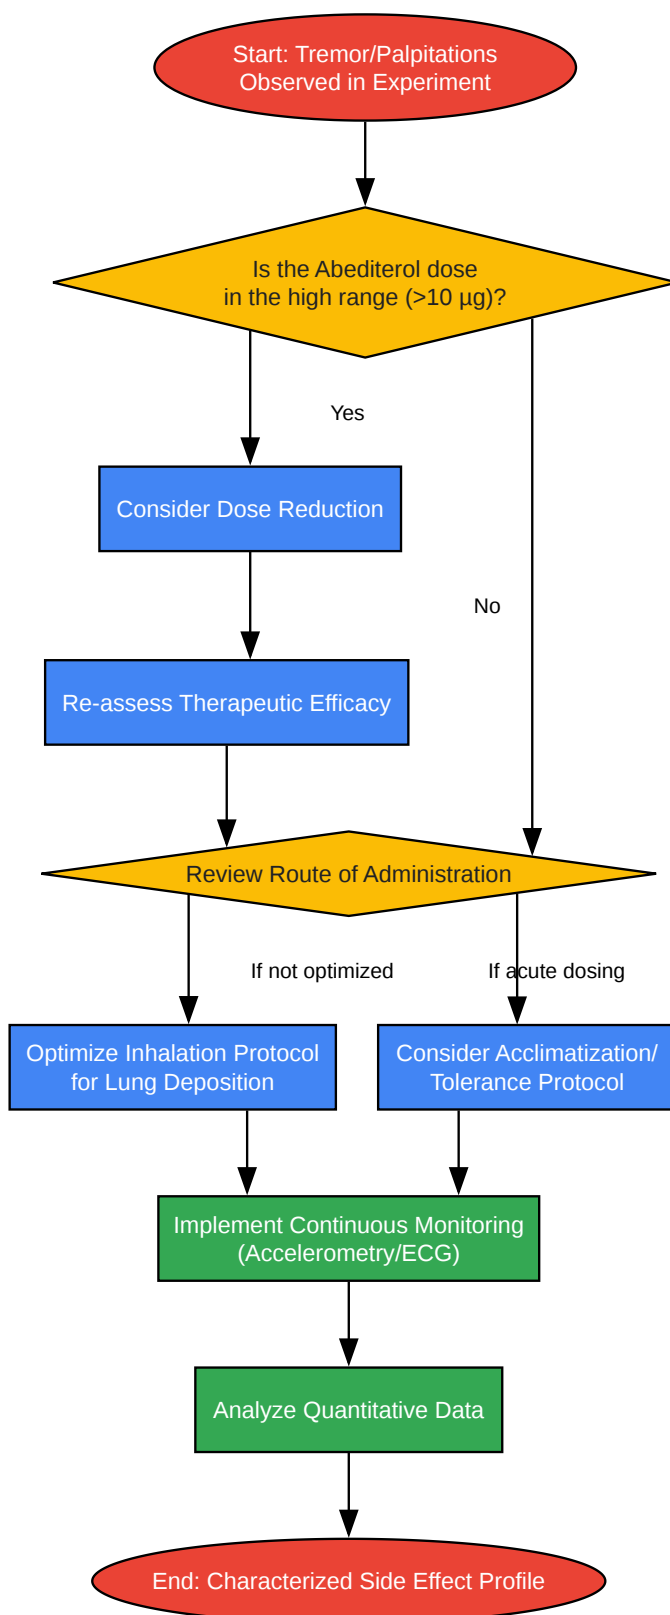 Start: Tremor/Palpitations
Observed in Experiment
Is the Abediterol dose
in the high range (>10 µg)?
Yes
Consider Dose Reduction
No
Re-assess Therapeutic Efficacy
Review Route of Administration
If not optimized
If acute dosing
Optimize Inhalation Protocol
for Lung Deposition
Consider Acclimatization/
Tolerance Protocol
Implement Continuous Monitoring
(Accelerometry/ECG)
Analyze Quantitative Data
End: Characterized Side Effect Profile